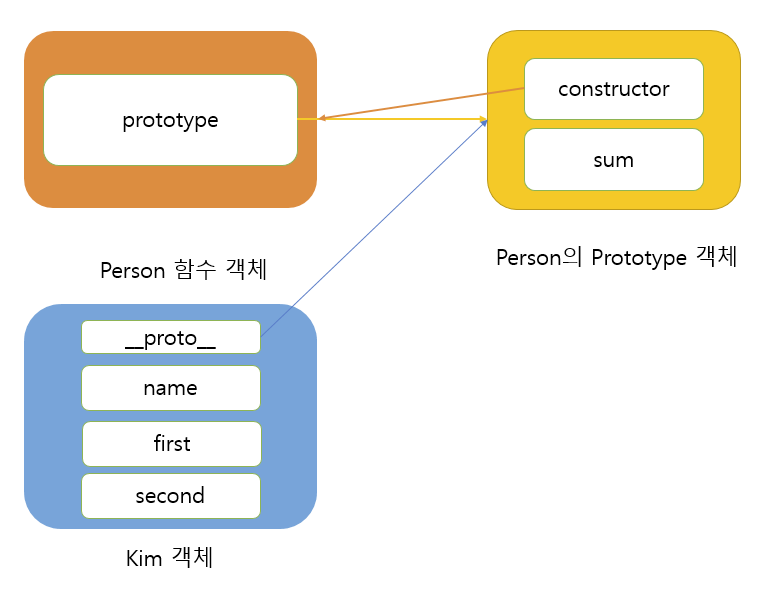 prototype
Person 함수 객체
constructor
sum
Person의 Prototype 객체
__proto__
name
first
second
Kim 객체